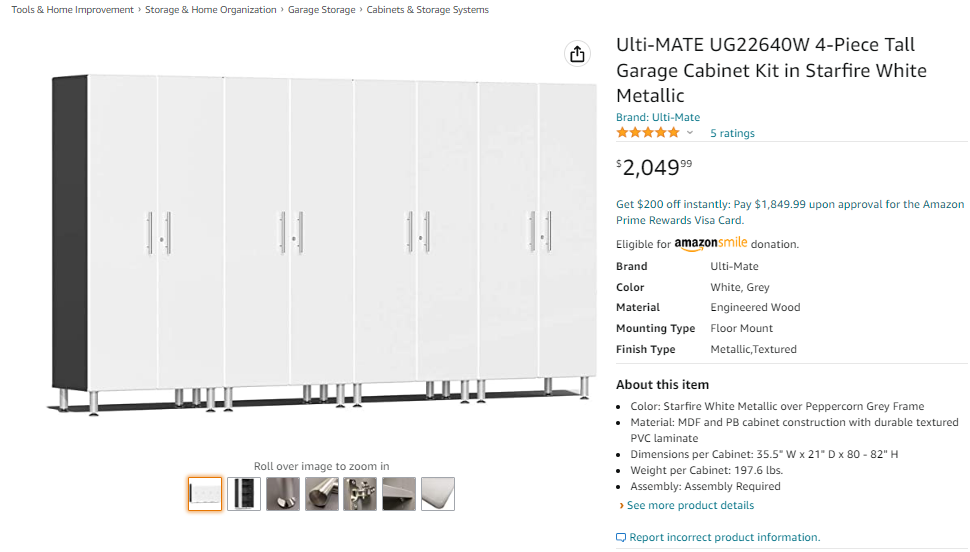 Tools & Home Improvement › Storage & Home Organization › Garage Storage › Cabinets & Storage Systems
Ulti-MATE UG22640W 4-Piece Tall
Garage Cabinet Kit in Starfire White
Metallic
Brand: Ulti-Mate
5 ratings
$2,049.99
Get $200 off instantly: Pay $1,849.99 upon approval for the Amazon
Prime Rewards Visa Card.
Eligible for amazonsmile donation.
Brand Ulti-Mate
Color White, Grey
Material Engineered Wood
Mounting Type Floor Mount
Finish Type Metallic,Textured
About this item
• Color: Starfire White Metallic over Peppercorn Grey Frame
• Material: MDF and PB cabinet construction with durable textured
PVC laminate
• Dimensions per Cabinet: 35.5" W x 21" D x 80 - 82" H
• Weight per Cabinet: 197.6 lbs.
• Assembly: Assembly Required
› See more product details
Report incorrect product information.
Roll over image to zoom in